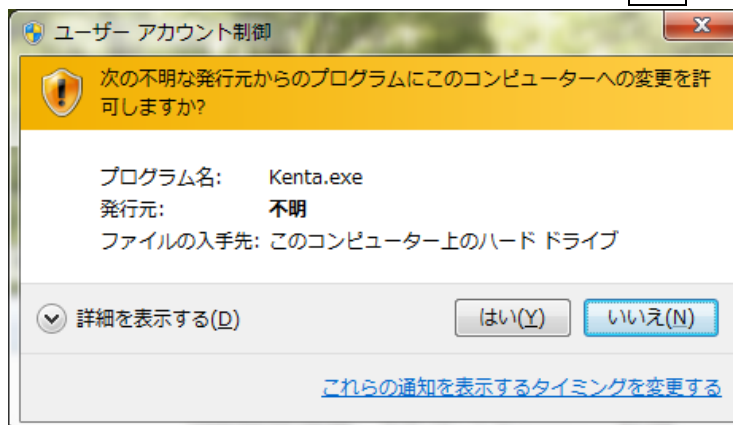 ユーザー アカウント制御
次の不明な発行元からのプログラムにこのコンピューターへの変更を許
可しますか?
プログラム名: Kenta.exe
発行元: 不明
ファイルの入手先: このコンピューター上のハード ドライブ
詳細を表示する(D) はい(Y) いいえ(N)
これらの通知を表示するタイミングを変更する